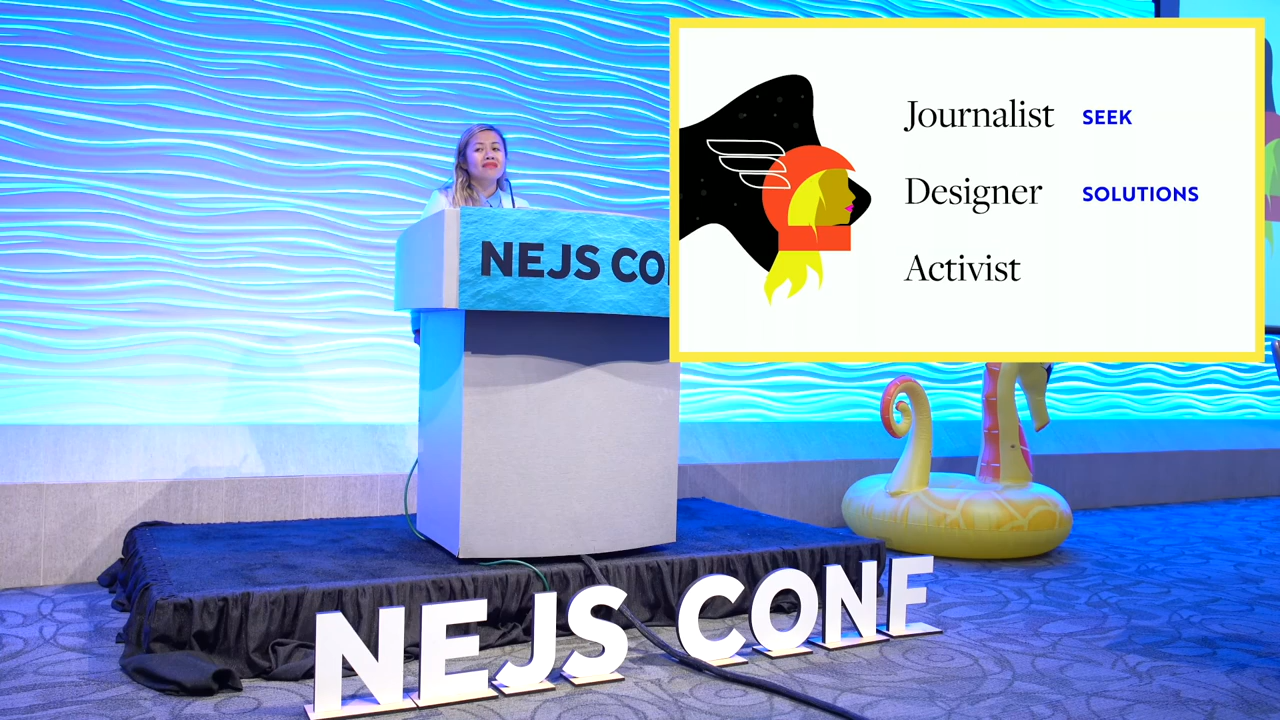 Journalist SEEK
Designer SOLUTIONS
Activist
NEJS CO
NEJS CONF